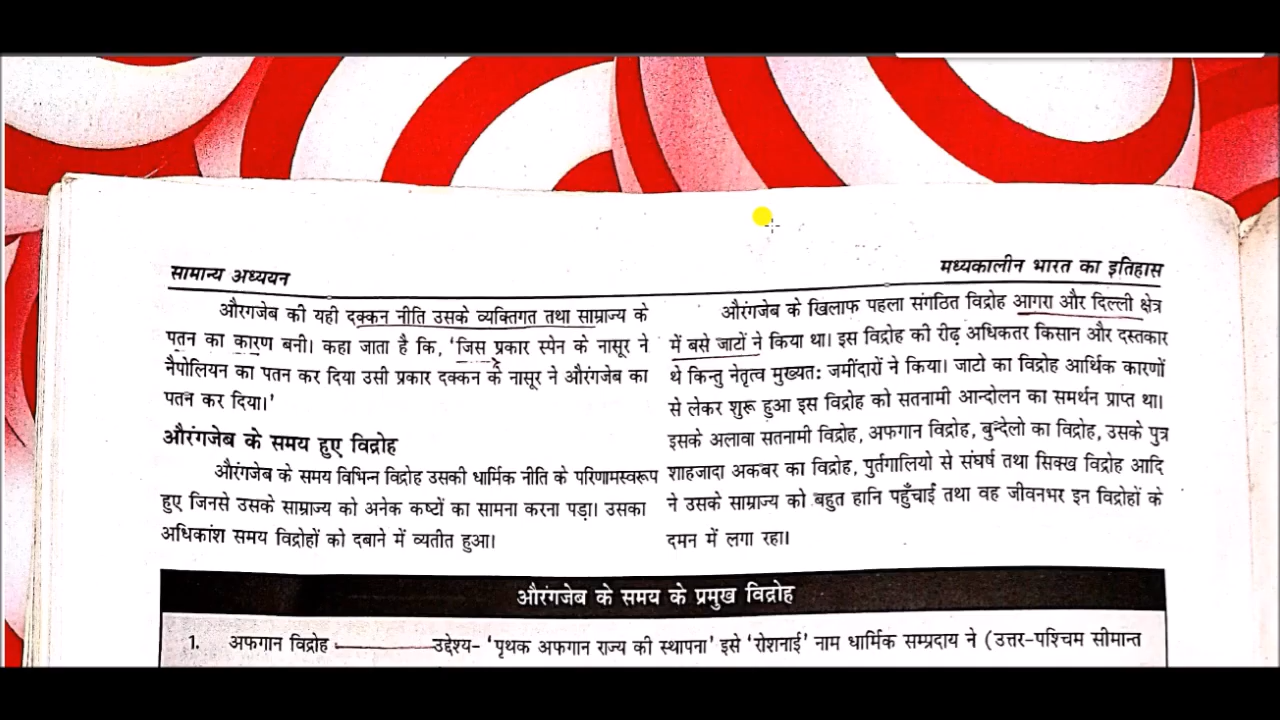 सामान्य अध्ययन
मध्यकालीन भारत का इतिहास
औरगजेब की यही दक्कन नीति उसके व्यक्तिगत तथा साम्राज्य के
पतन का कारण बनी। कहा जाता है कि, ‘जिस प्रकार स्पेन के नासूर ने
नैपोलियन का पतन कर दिया उसी प्रकार दक्कन के नासूर ने औरंगजेब का
पतन कर दिया।’
औरंगजेब के समय हुए विद्रोह
औरंगजेब के समय विभिन्न विद्रोह उसकी धार्मिक नीति के परिणामस्वरूप
हुए जिनसे उसके साम्राज्य को अनेक कष्टों का सामना करना पड़ा। उसका
अधिकांश समय विद्रोहों को दबाने में व्यतीत हुआ।
औरंगजेब के खिलाफ पहला संगठित विद्रोह आगरा और दिल्ली क्षेत्र
में बसे जाटों ने किया था। इस विद्रोह की रीढ़ अधिकतर किसान और दस्तकार
थे किन्तु नेतृत्व मुख्यत: जमींदारों ने किया। जाटो का विद्रोह आर्थिक कारणों
से लेकर शुरू हुआ इस विद्रोह को सतनामी आन्दोलन का समर्थन प्राप्त था।
इसके अलावा सतनामी विद्रोह, अफगान विद्रोह, बुन्देलो का विद्रोह, उसके पुत्र
शाहजादा अकबर का विद्रोह, पुर्तगालियो से संघर्ष तथा सिक्ख विद्रोह आदि
ने उसके साम्राज्य को बहुत हानि पहुँचाई तथा वह जीवनभर इन विद्रोहों के
दमन में लगा रहा।
औरंगजेब के समय के प्रमुख विद्रोह
1. अफगान विद्रोह उद्देश्य- ‘पृथक अफगान राज्य की स्थापना’ इसे ‘रोशनाई’ नाम धार्मिक सम्प्रदाय ने (उत्तर-पश्चिम सीमान्त